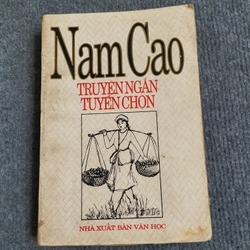 Nam Cao
TRUYỆN NGẮN
TUYỂN CHỌN
NHÀ XUẤT BẢN VĂN HỌC